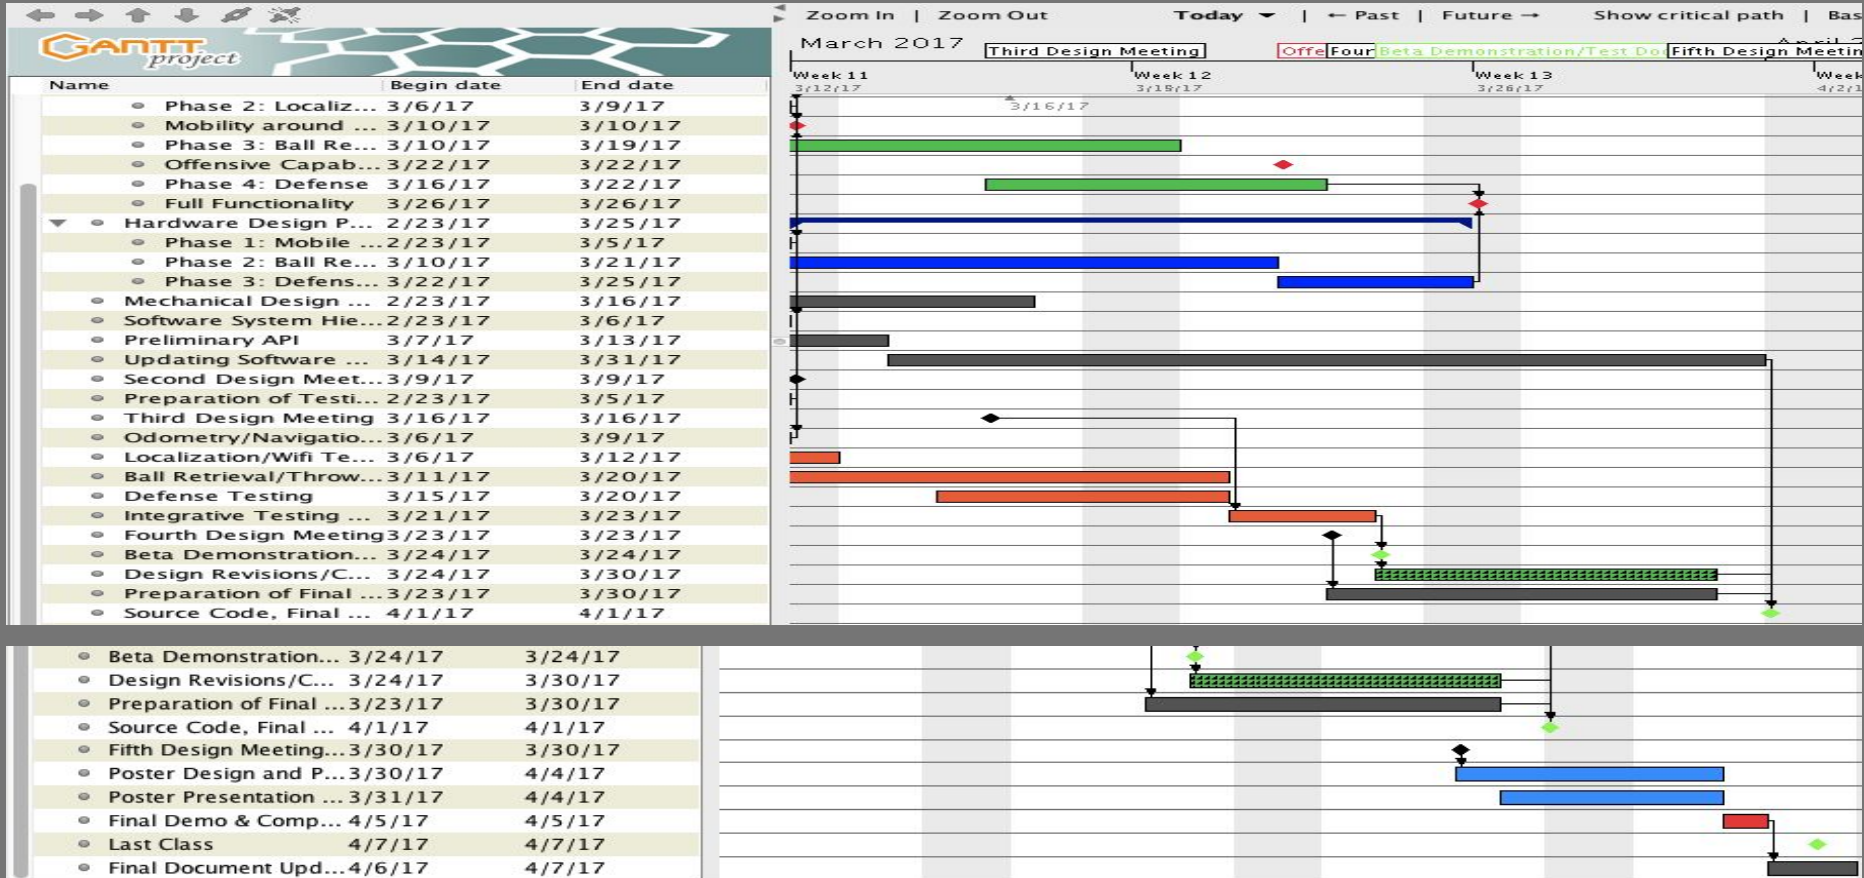 Zoom In | Zoom Out Today | ← Past | Future → Show critical path | Bas
GANTT project
March 2017
Third Design Meeting Offe Four Beta Demonstration/Test Do Fifth Design Meetin
Name Begin date End date
Week 11 Week 12 Week 13 Week
3/12/17 3/19/17 3/26/17 4/2/1
3/16/17
Phase 2: Localiz... 3/6/17 3/9/17
Mobility around ... 3/10/17 3/10/17
Phase 3: Ball Re... 3/10/17 3/19/17
Offensive Capab... 3/22/17 3/22/17
Phase 4: Defense 3/16/17 3/22/17
Full Functionality 3/26/17 3/26/17
Hardware Design P... 2/23/17 3/25/17
Phase 1: Mobile ... 2/23/17 3/5/17
Phase 2: Ball Re... 3/10/17 3/21/17
Phase 3: Defens... 3/22/17 3/25/17
Mechanical Design ... 2/23/17 3/16/17
Software System Hie... 2/23/17 3/6/17
Preliminary API 3/7/17 3/13/17
Updating Software ... 3/14/17 3/31/17
Second Design Meet... 3/9/17 3/9/17
Preparation of Testi... 2/23/17 3/5/17
Third Design Meeting 3/16/17 3/16/17
Odometry/Navigatio... 3/6/17 3/9/17
Localization/Wifi Te... 3/6/17 3/12/17
Ball Retrieval/Throw... 3/11/17 3/20/17
Defense Testing 3/15/17 3/20/17
Integrative Testing ... 3/21/17 3/23/17
Fourth Design Meeting 3/23/17 3/23/17
Beta Demonstration... 3/24/17 3/24/17
Design Revisions/C... 3/24/17 3/30/17
Preparation of Final ... 3/23/17 3/30/17
Source Code, Final ... 4/1/17 4/1/17
Beta Demonstration... 3/24/17 3/24/17
Design Revisions/C... 3/24/17 3/30/17
Preparation of Final ... 3/23/17 3/30/17
Source Code, Final ... 4/1/17 4/1/17
Fifth Design Meeting... 3/30/17 3/30/17
Poster Design and P... 3/30/17 4/4/17
Poster Presentation ... 3/31/17 4/4/17
Final Demo & Comp... 4/5/17 4/5/17
Last Class 4/7/17 4/7/17
Final Document Upd... 4/6/17 4/7/17